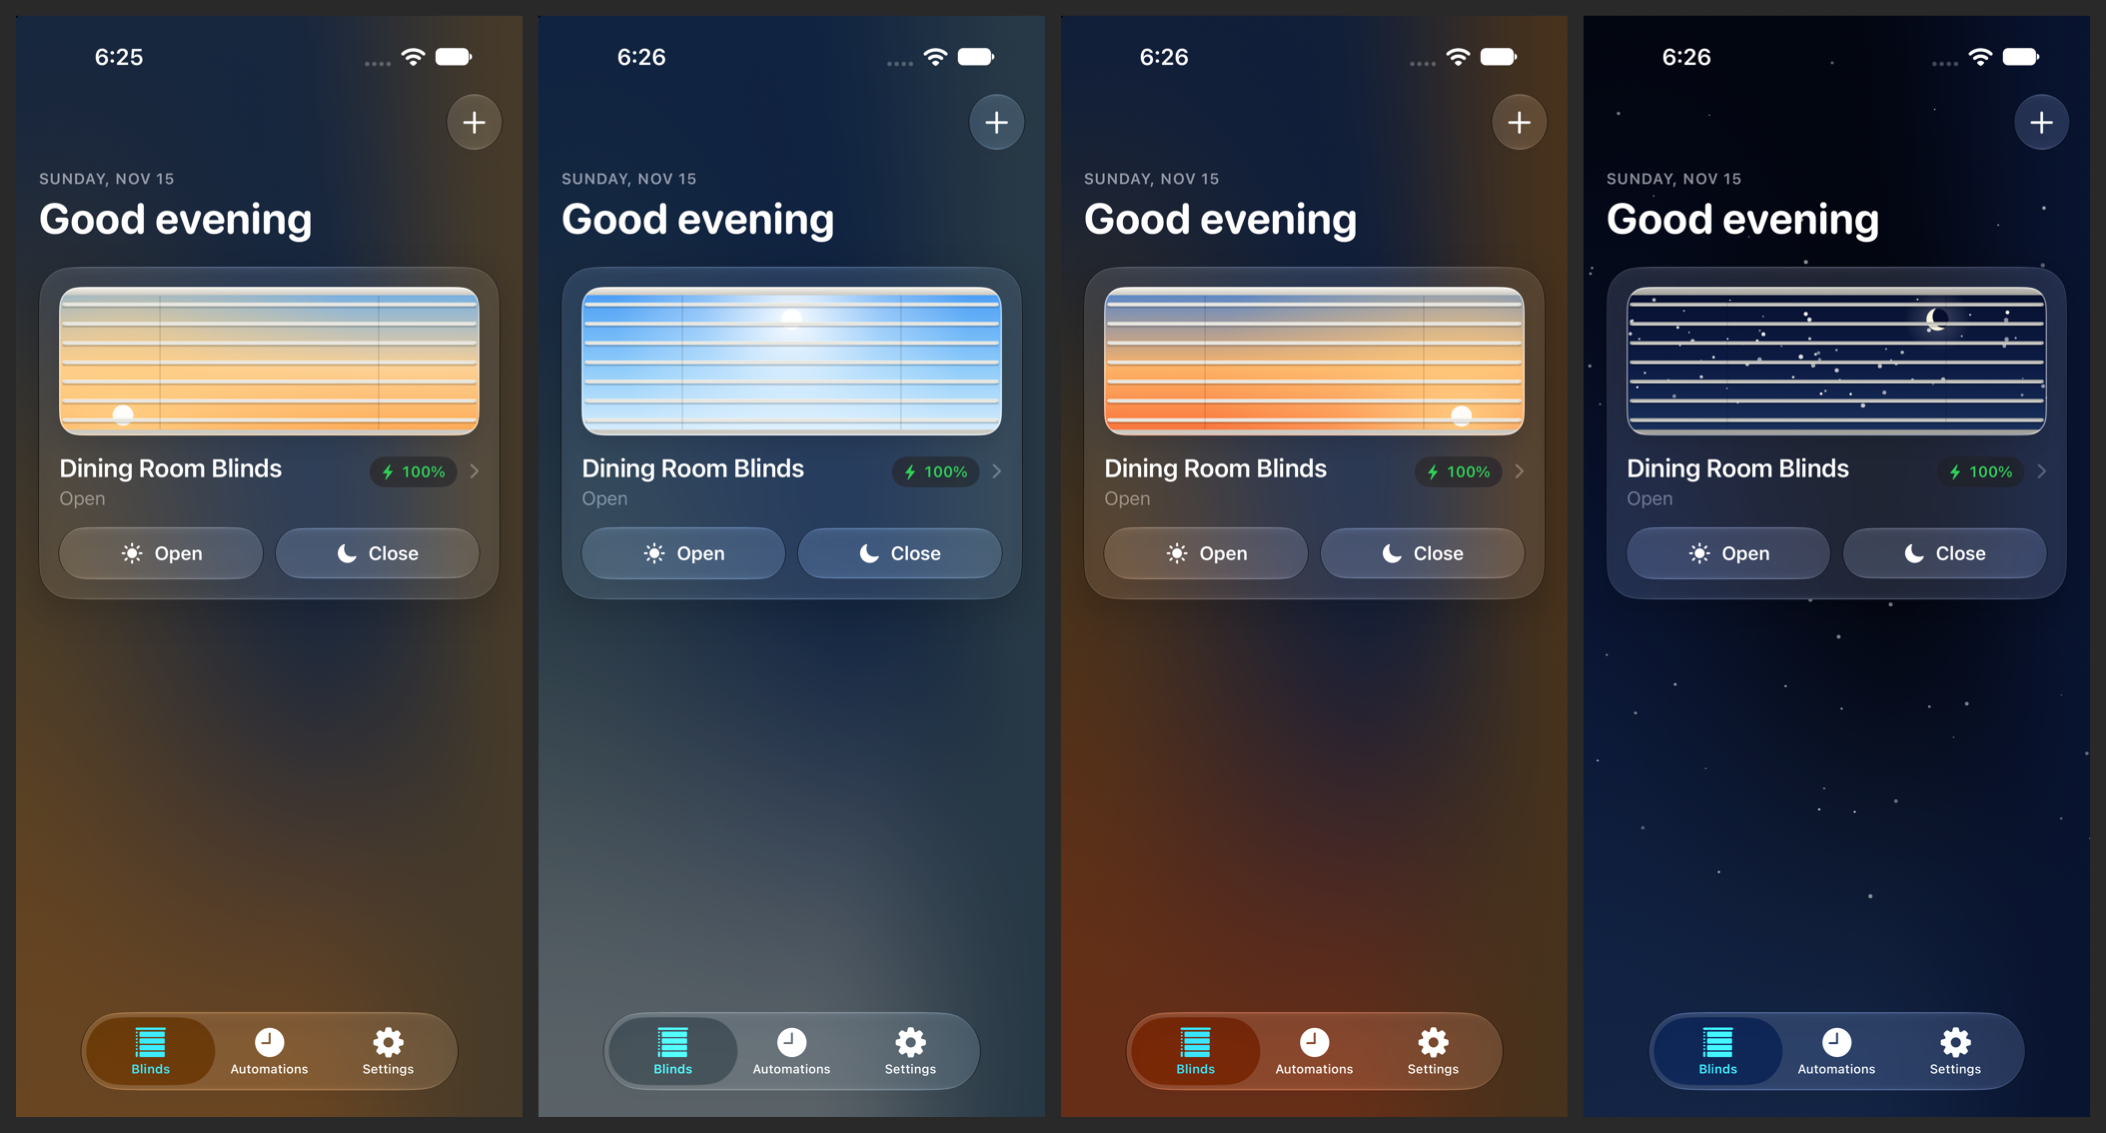 6:25
SUNDAY, NOV 15
Good evening
Dining Room Blinds
100%
Open
Open
Close
Blinds
Automations
Settings
6:26
SUNDAY, NOV 15
Good evening
Dining Room Blinds
100%
Open
Open
Close
Blinds
Automations
Settings
6:26
SUNDAY, NOV 15
Good evening
Dining Room Blinds
100%
Open
Open
Close
Blinds
Automations
Settings
6:26
SUNDAY, NOV 15
Good evening
Dining Room Blinds
100%
Open
Open
Close
Blinds
Automations
Settings